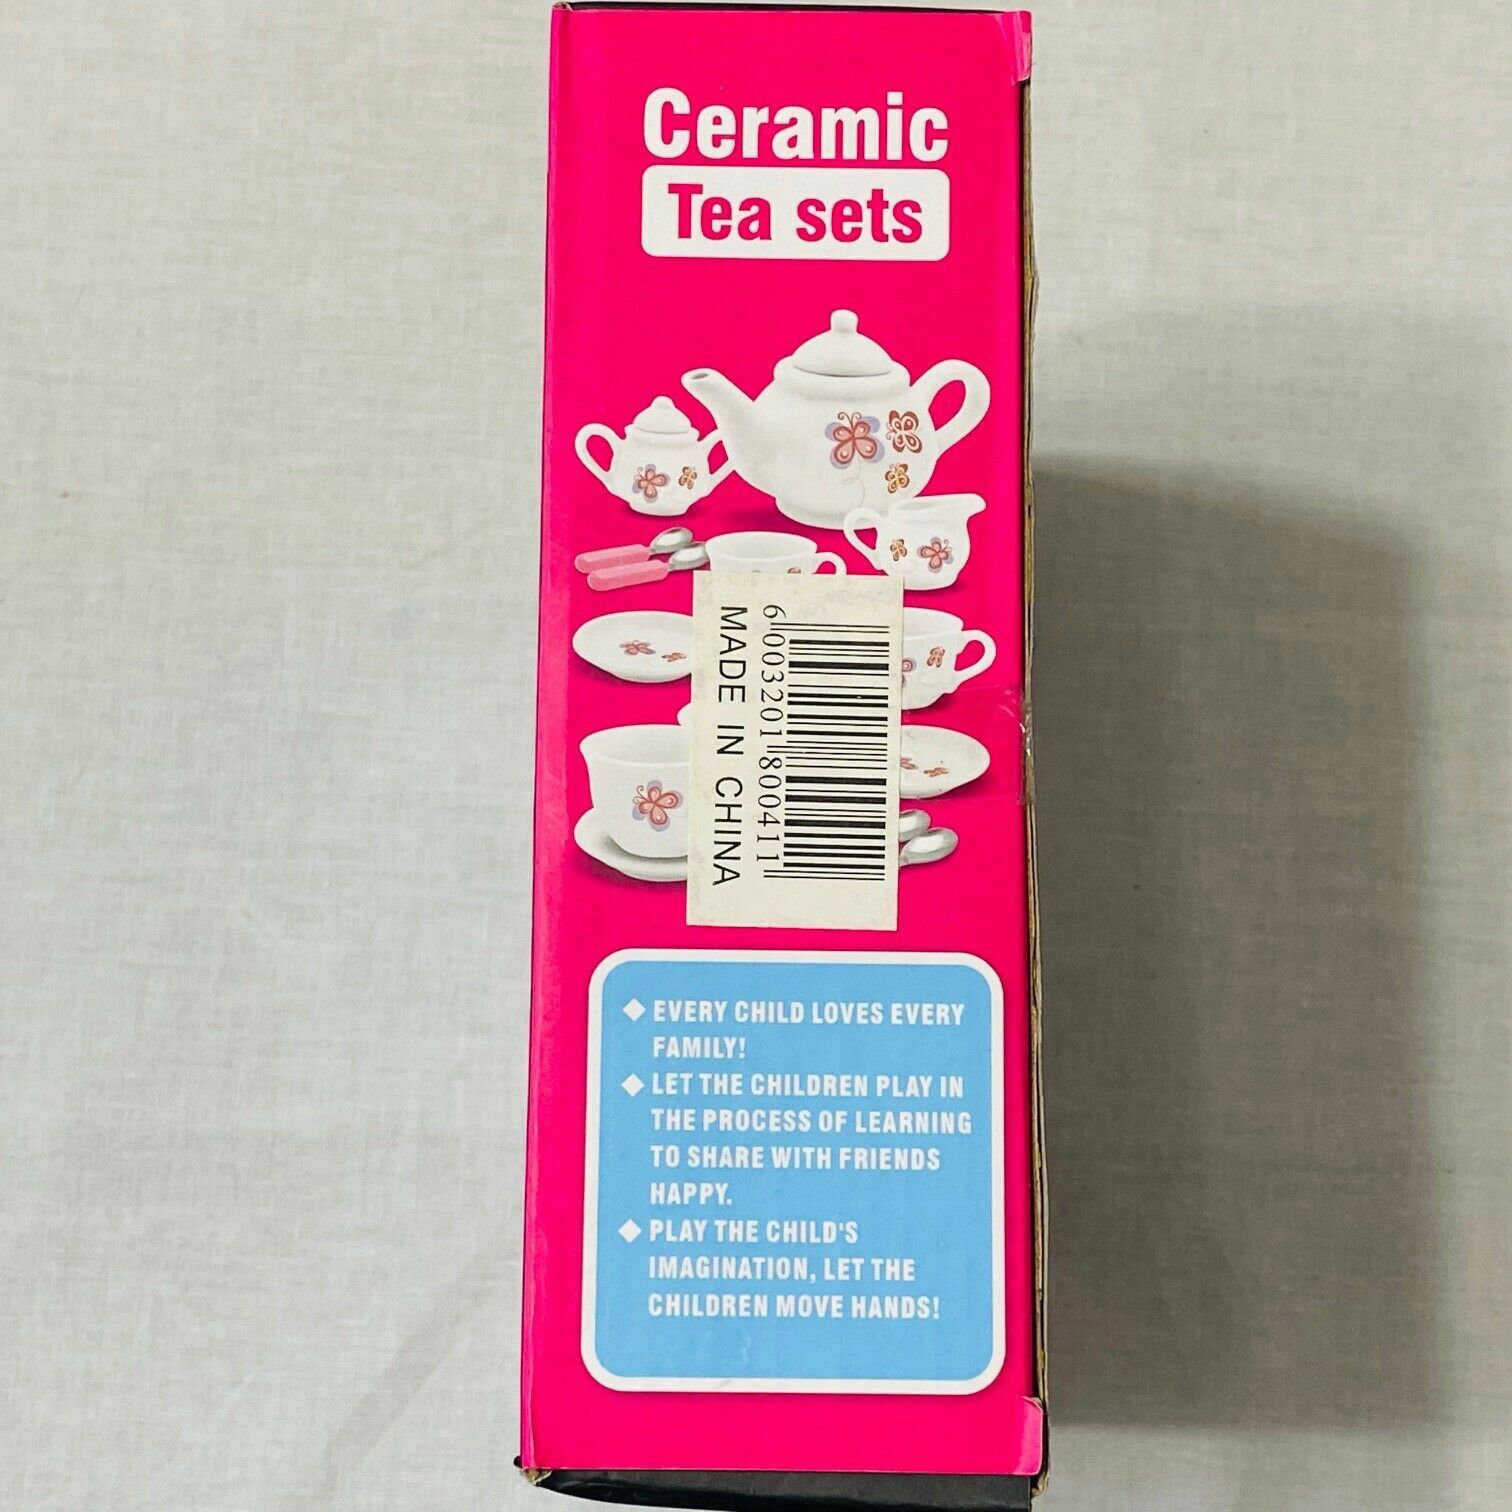 Ceramic
Tea sets
6 003201 800411
MADE IN CHINA
◆ EVERY CHILD LOVES EVERY
FAMILY!
◆ LET THE CHILDREN PLAY IN
THE PROCESS OF LEARNING
TO SHARE WITH FRIENDS
HAPPY.
◆ PLAY THE CHILD'S
IMAGINATION, LET THE
CHILDREN MOVE HANDS!